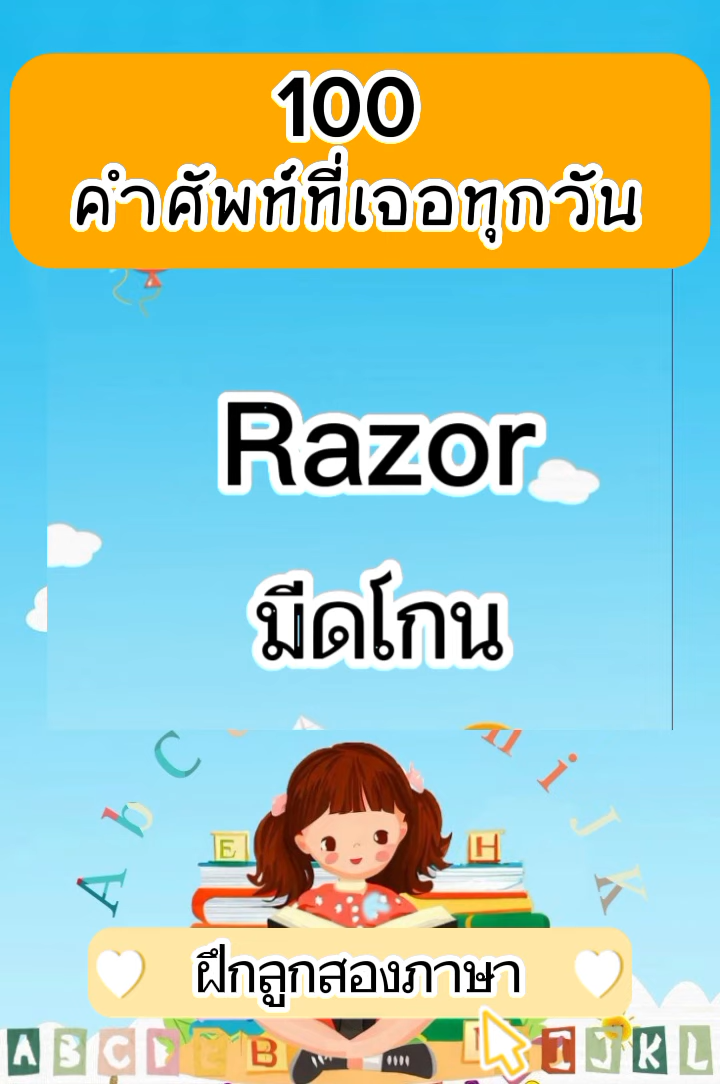 100
คำศัพท์ที่เจอทุกวัน
Razor
มีดโกน
A b C m i J K
E H
ฝึกลูกสองภาษา
A B C D E B I J K L